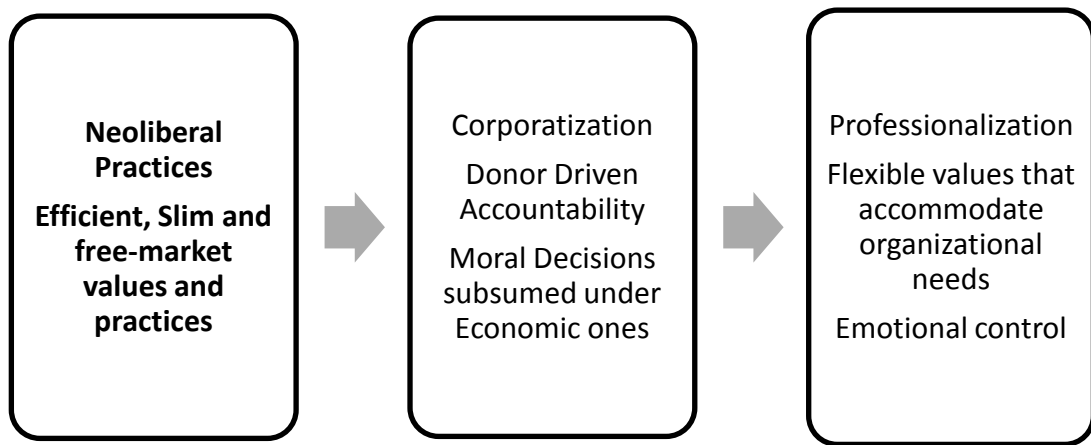 Neoliberal
Practices
Efficient, Slim and
free-market
values and
practices
Corporatization
Donor Driven
Accountability
Moral Decisions
subsumed under
Economic ones
Professionalization
Flexible values that
accommodate
organizational
needs
Emotional control